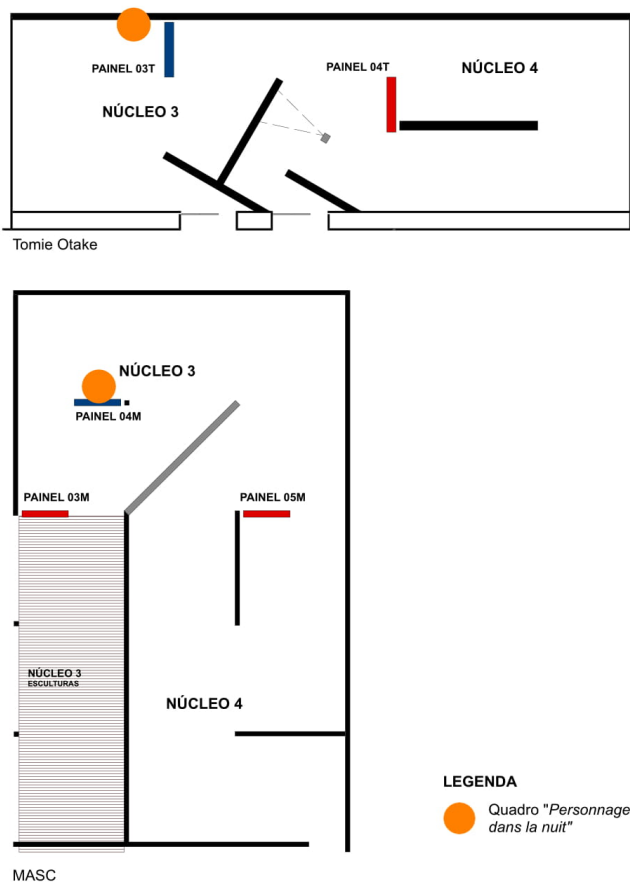 PAINEL 03T
PAINEL 04T
NÚCLEO 4
NÚCLEO 3
Tomie Otake
NÚCLEO 3
PAINEL 04M
PAINEL 03M
PAINEL 05M
NÚCLEO 3
ESCULTURAS
NÚCLEO 4
LEGENDA
Quadro "Personnage
dans la nuit"
MASC